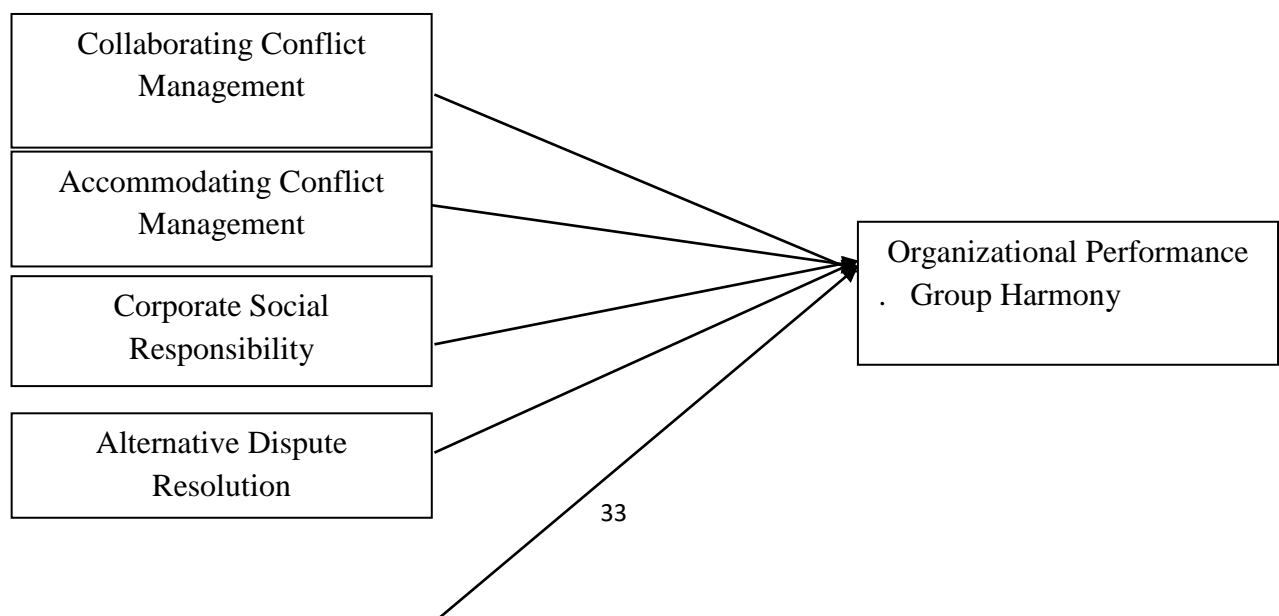 Collaborating Conflict
Management
Accommodating Conflict
Management
Corporate Social
Responsibility
Alternative Dispute
Resolution
Organizational Performance
. Group Harmony
33